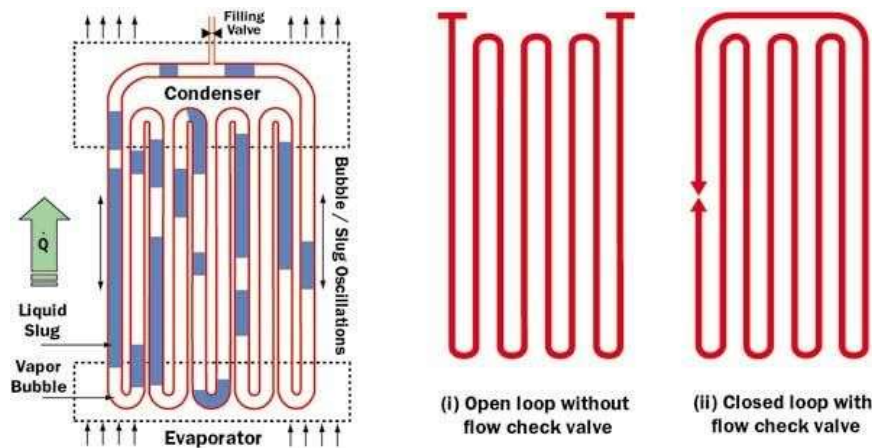 Filling
Valve
Condenser
Bubble / Slug Oscillations
Q̇
Liquid
Slug
Vapor
Bubble
Evaporator
(i) Open loop without
flow check valve
(ii) Closed loop with
flow check valve